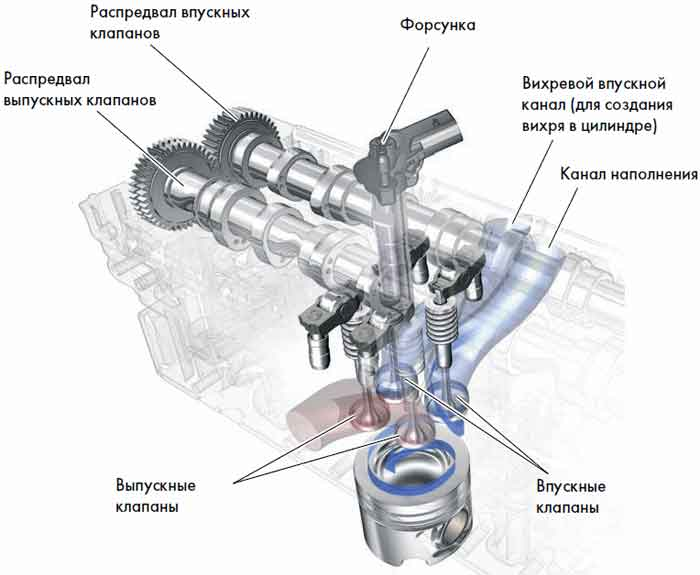 Распредвал впускных
клапанов
Форсунка
Распредвал
выпускных клапанов
Вихревой впускной
канал (для создания
вихря в цилиндре)
Канал наполнения
Выпускные
клапаны
Впускные
клапаны